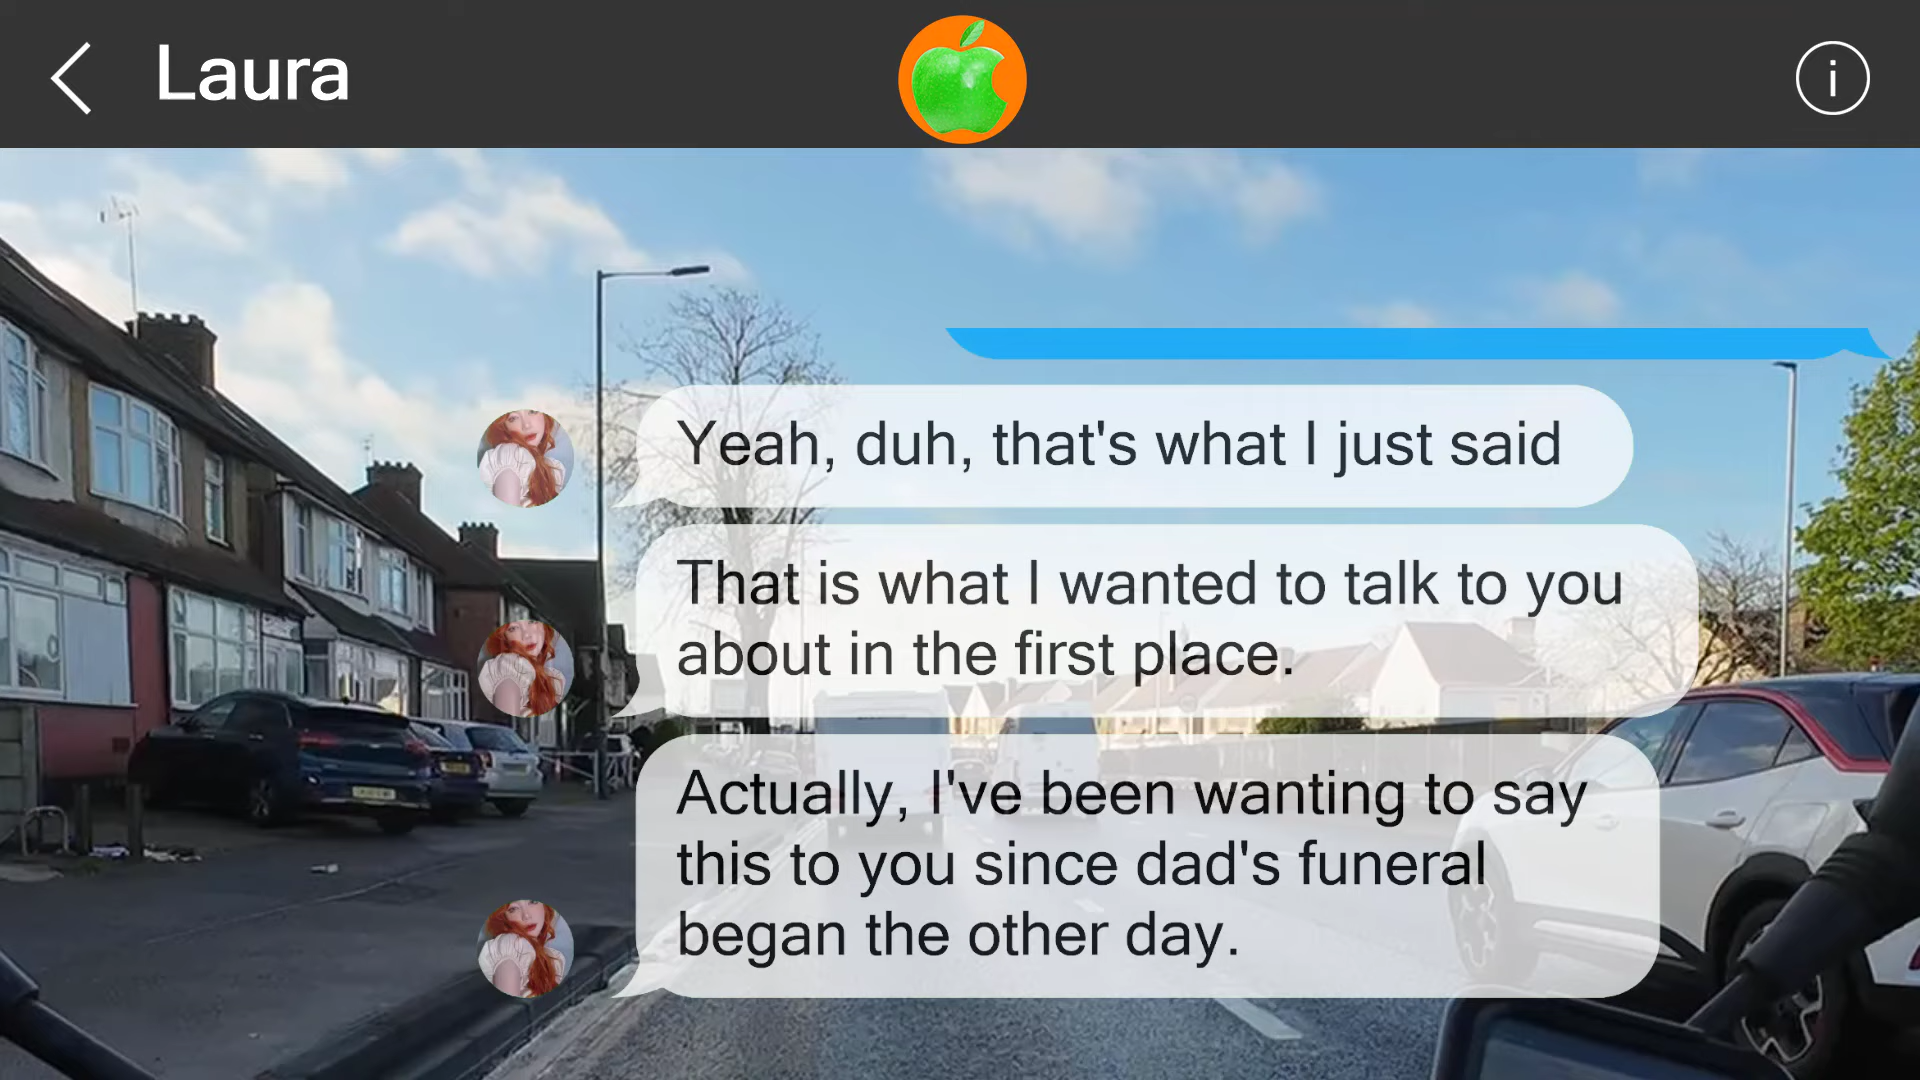 Laura
Yeah, duh, that's what I just said
That is what I wanted to talk to you
about in the first place.
Actually, I've been wanting to say
this to you since dad's funeral
began the other day.